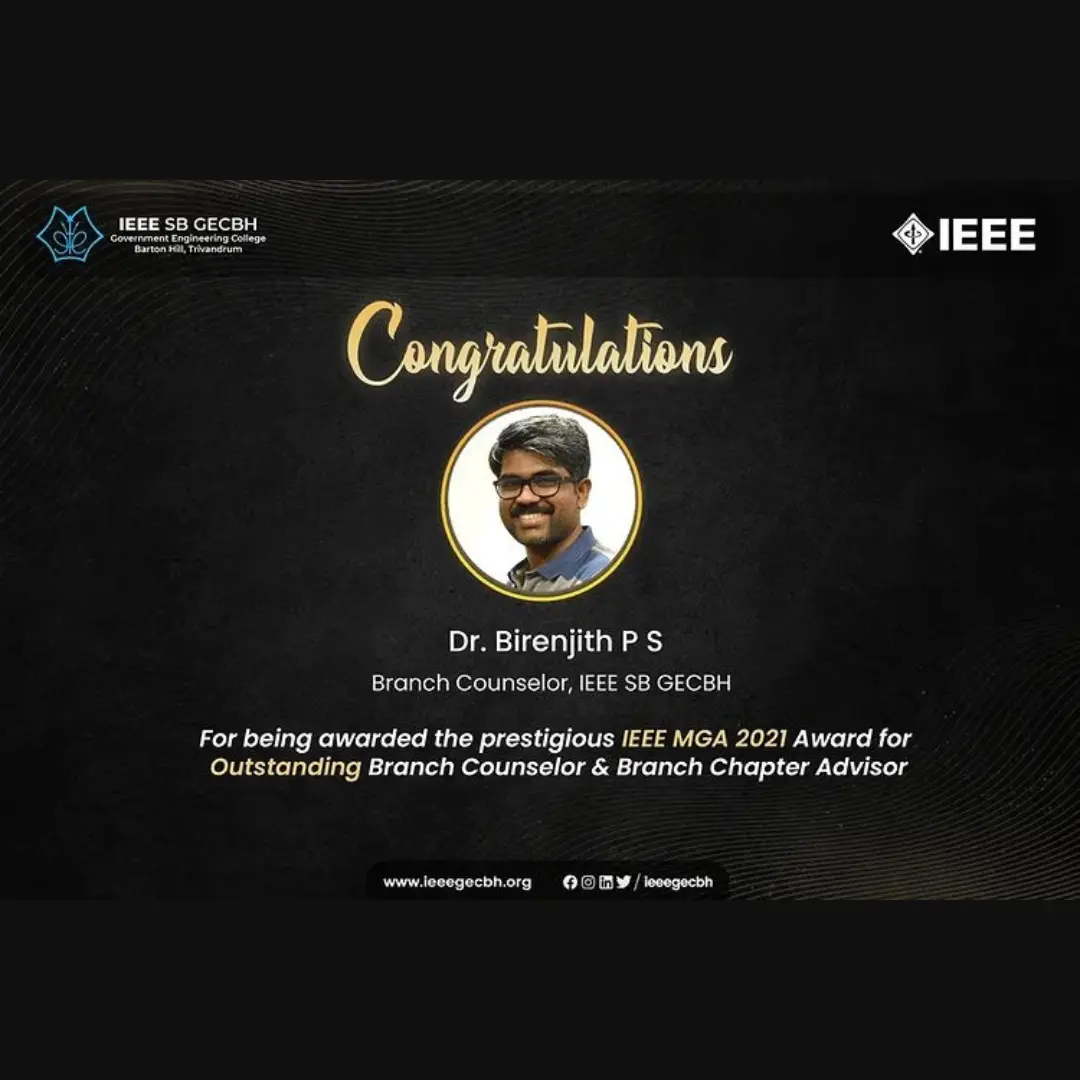 IEEE SB GECBH
Government Engineering College
Barton Hill, Trivandrum
IEEE
Congratulations
Dr. Birenjith P S
Branch Counselor, IEEE SB GECBH
For being awarded the prestigious IEEE MGA 2021 Award for
Outstanding Branch Counselor & Branch Chapter Advisor
www.ieeegecbh.org
/ieeegecbh